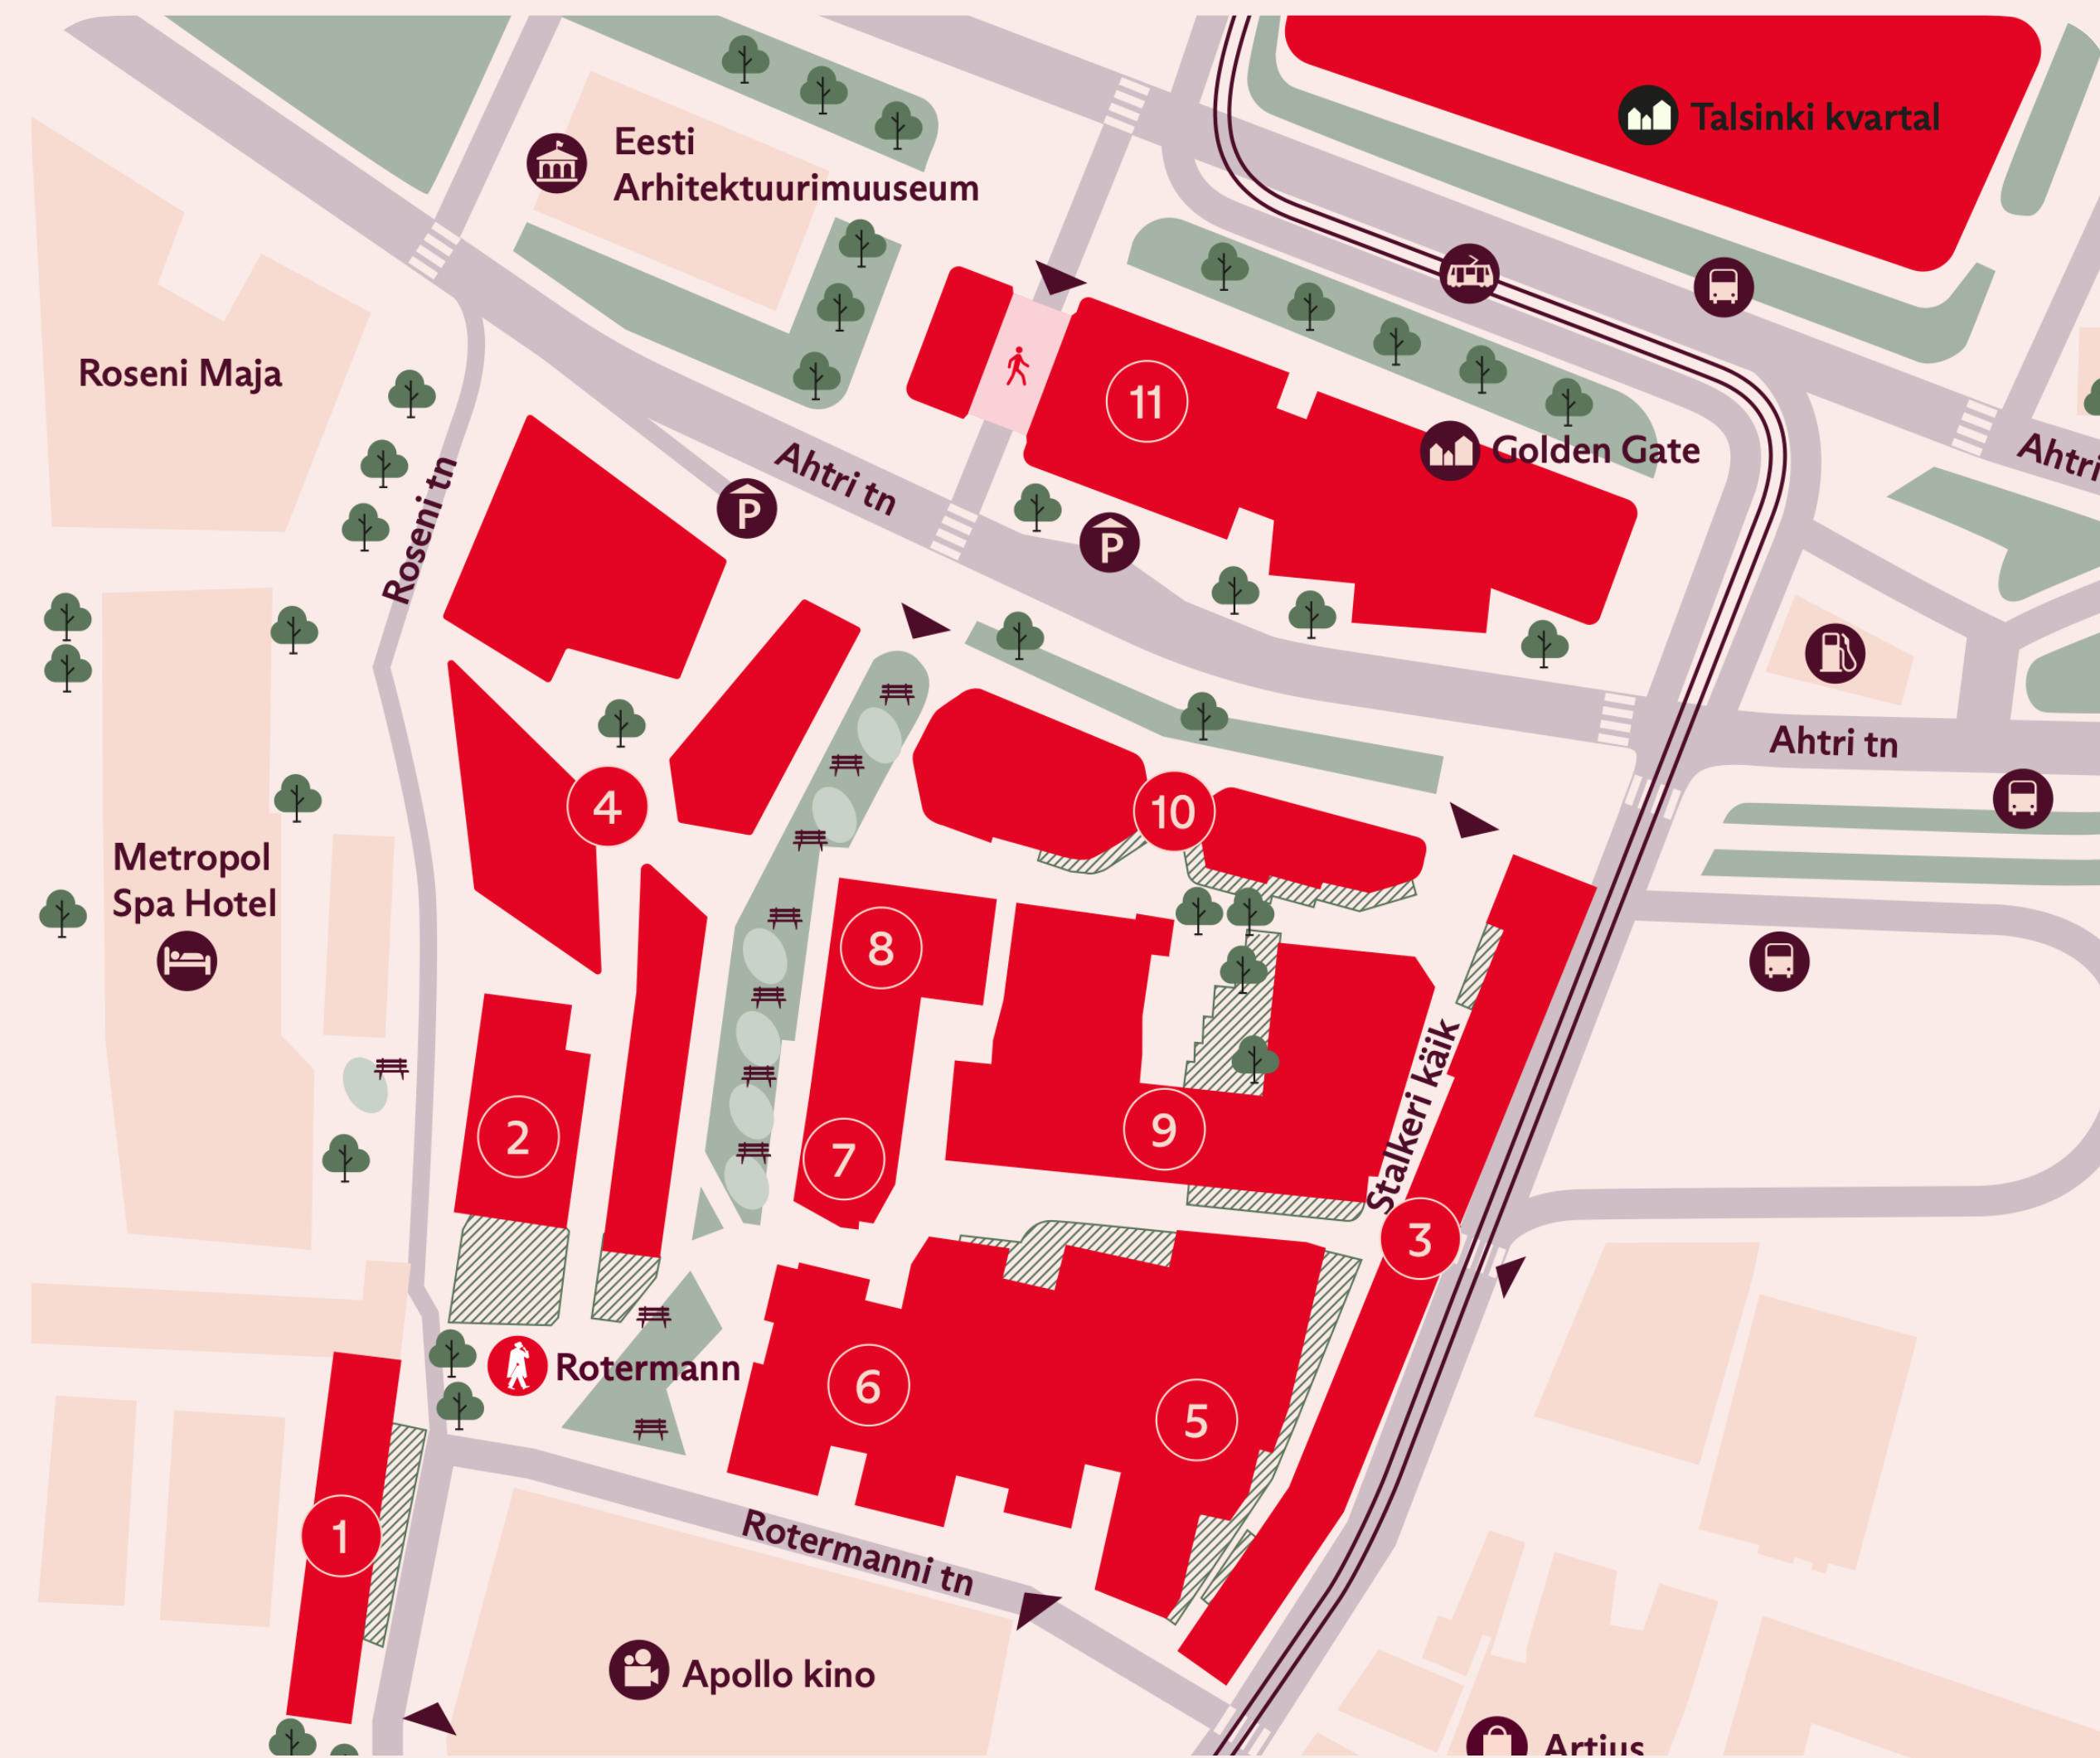 Talsinki kvartal
Eesti
Arhitektuurimuuseum
Roseni Maja
11
Golden Gate
Ahtri tn
Ahtri
Roseni tn
P
P
Ahtri tn
4
10
Metropol
Spa Hotel
8
2
7
9
Stalkeri käik
3
Rotermann
6
5
1
Rotermanni tn
Apollo kino
Artius